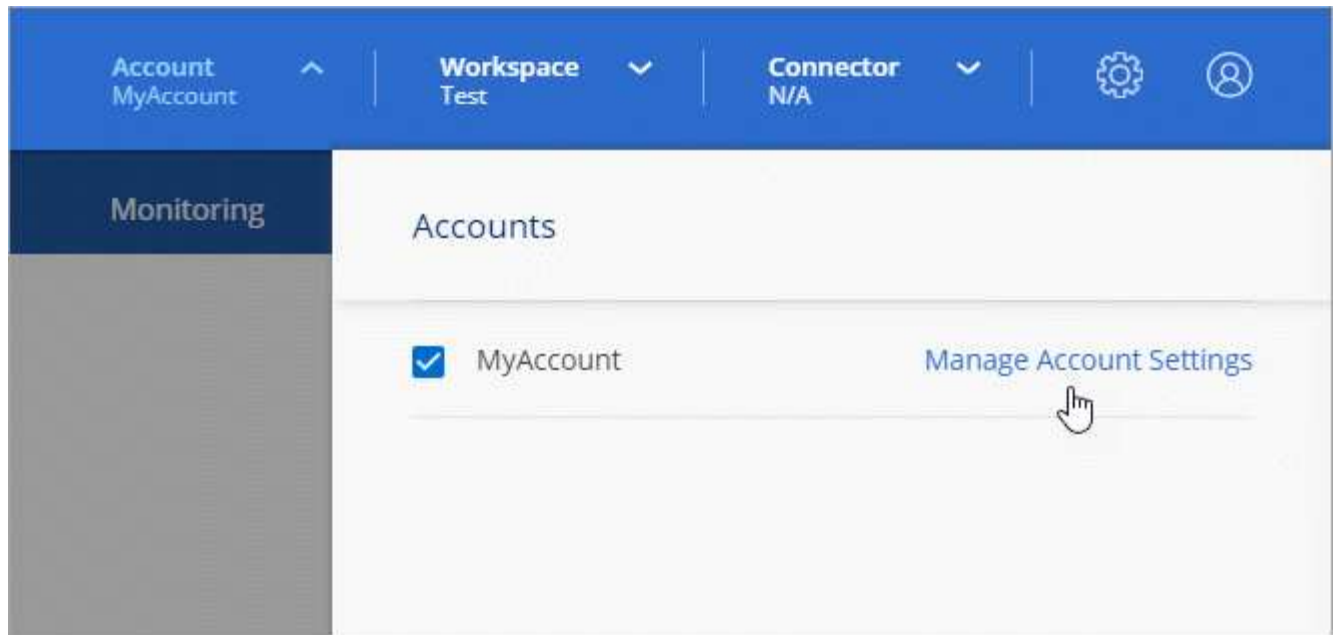 Account
MyAccount
Workspace
Test
Connector
N/A
Monitoring
Accounts
MyAccount
Manage Account Settings